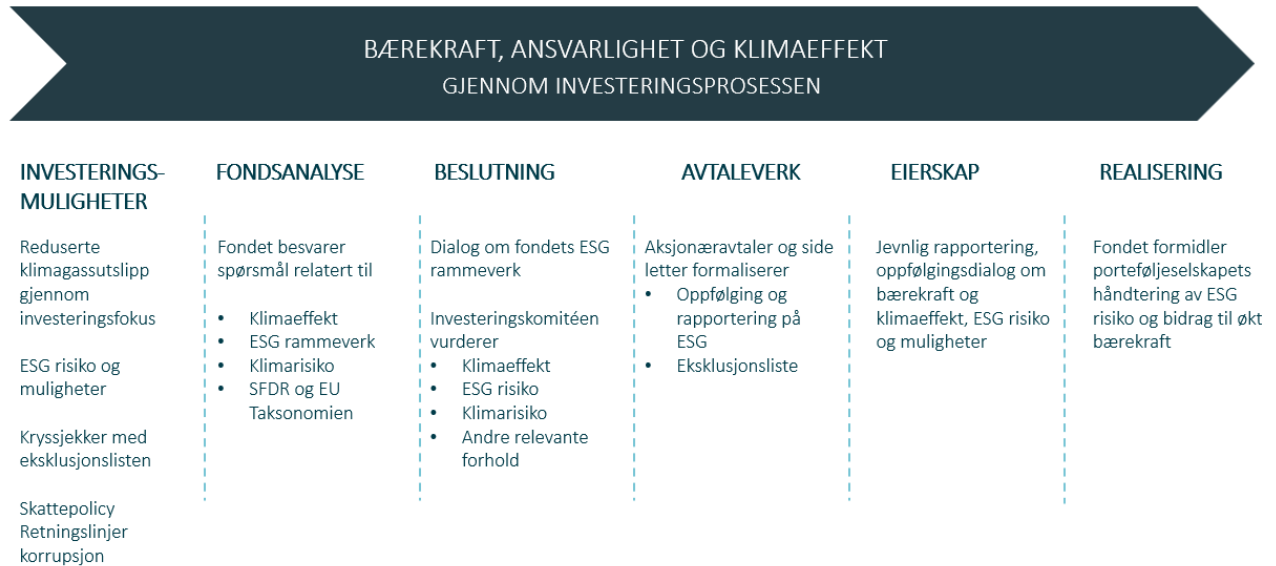 BÆREKRAFT, ANSVARLIGHET OG KLIMAEFFEKT
GJENNOM INVESTERINGSPROSESSEN
INVESTERINGS-
MULIGHETER
Reduserte
klimagassutslipp
gjennom
investeringsfokus
ESG risiko og
muligheter
Kryssjekker med
eksklusjonslisten
Skattepolicy
Retningslinjer
korrupsjon
FONDSANALYSE
Fondet besvarer
spørsmål relatert til
• Klimaeffekt
• ESG rammeverk
• Klimarisiko
• SFDR og EU
Taksonomien
BESLUTNING
Dialog om fondets ESG
rammeverk
Investeringskomitéen
vurderer
• Klimaeffekt
• ESG risiko
• Klimarisiko
• Andre relevante
forhold
AVTALEVERK
Aksjonæravtaler og side
letter formaliserer
• Oppfølging og
rapportering på
ESG
• Eksklusjonsliste
EIERSKAP
Jevnlig rapportering,
oppfølgingsdialog om
bærekraft og
klimaeffekt, ESG risiko
og muligheter
REALISERING
Fondet formidler
porteføljeselskapets
håndtering av ESG
risiko og bidrag til økt
bærekraft